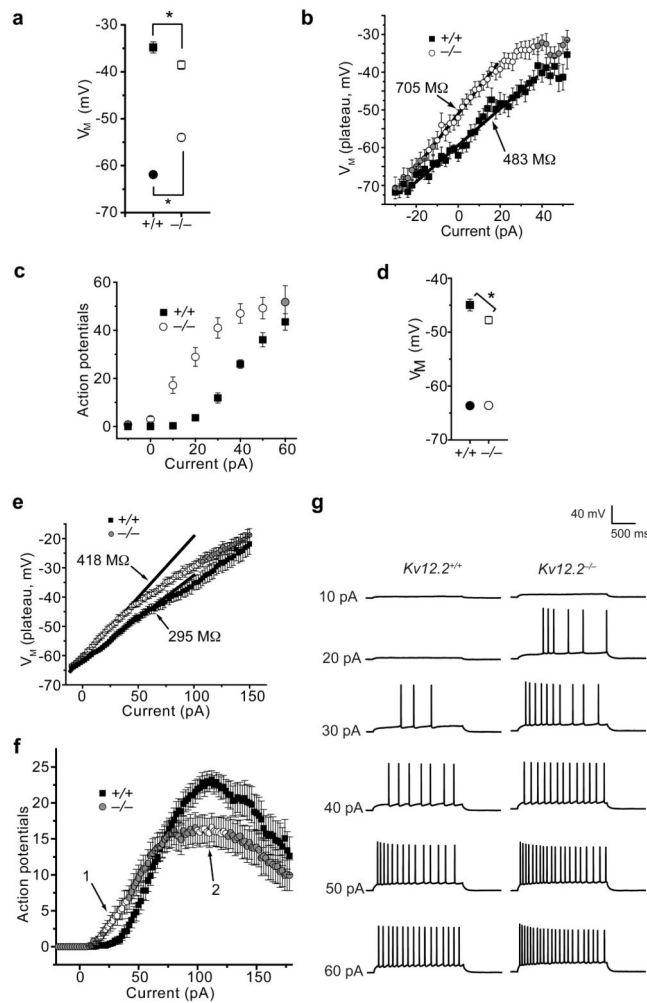 a
*
-30
-40
-50
-60
-70
V_M (mV)
*
+/+ –/–
b
+/+
–/–
-30
-40
-50
-60
-70
V_M (plateau, mV)
705 MΩ
483 MΩ
-20 0 20 40
Current (pA)
c
+/+
–/–
60
40
20
0
Action potentials
0 20 40 60
Current (pA)
d
*
-40
-50
-60
-70
V_M (mV)
+/+ –/–
e
+/+
–/–
-10
-20
-30
-40
-50
-60
-70
V_M (plateau, mV)
418 MΩ
295 MΩ
0 25 50 75 100 125 150
Current (pA)
f
+/+
–/–
25
20
15
10
5
0
Action potentials
1
2
0 50 100 150
Current (pA)
g
40 mV
500 ms
Kv12.2+/+ Kv12.2–/–
10 pA
20 pA
30 pA
40 pA
50 pA
60 pA